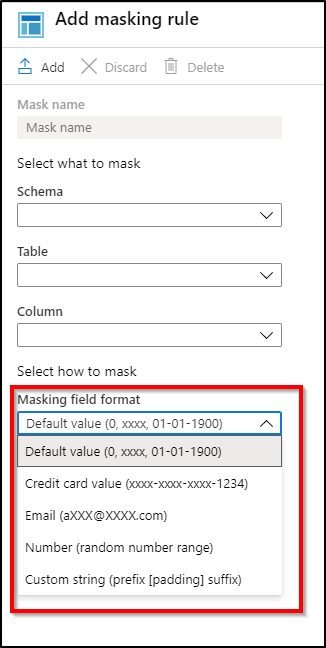 Add masking rule
Add Discard Delete
Mask name
Mask name
Select what to mask
Schema
Table
Column
Select how to mask
Masking field format
Default value (0, xxxx, 01-01-1900)
Default value (0, xxxx, 01-01-1900)
Credit card value (xxxx-xxxx-xxxx-1234)
Email (aXXX@XXXX.com)
Number (random number range)
Custom string (prefix [padding] suffix)